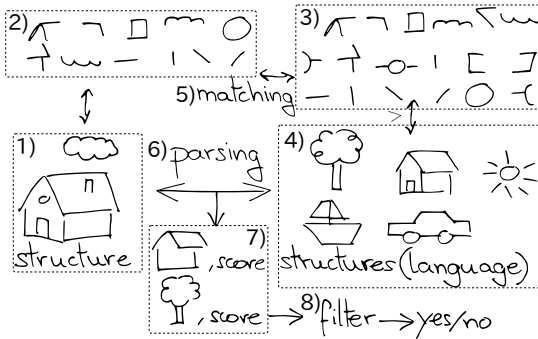 2)
3)
5) matching
1)
6) parsing
4)
structure
7)
, score
structures (language)
, score
8) filter → yes/no